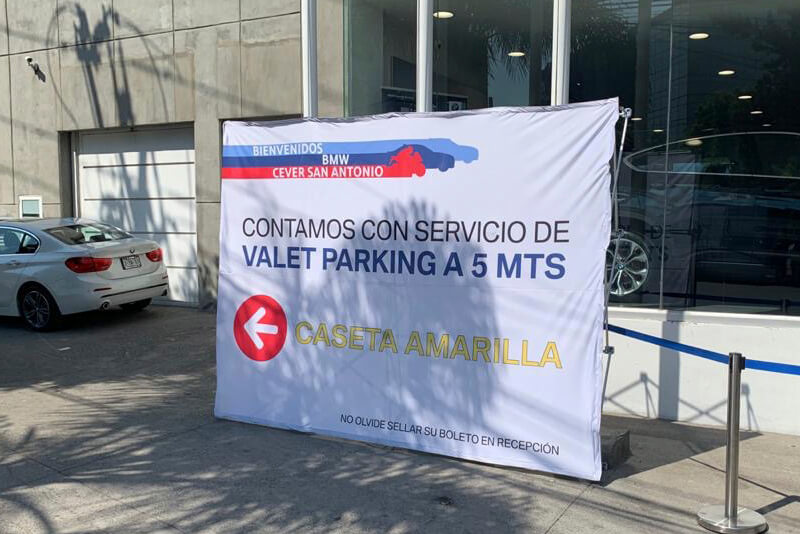 BIENVENIDOS
BMW
CEVER SAN ANTONIO
CONTAMOS CON SERVICIO DE
VALET PARKING A 5 MTS
CASETA AMARILLA
NO OLVIDE SELLAR SU BOLETO EN RECEPCIÓN